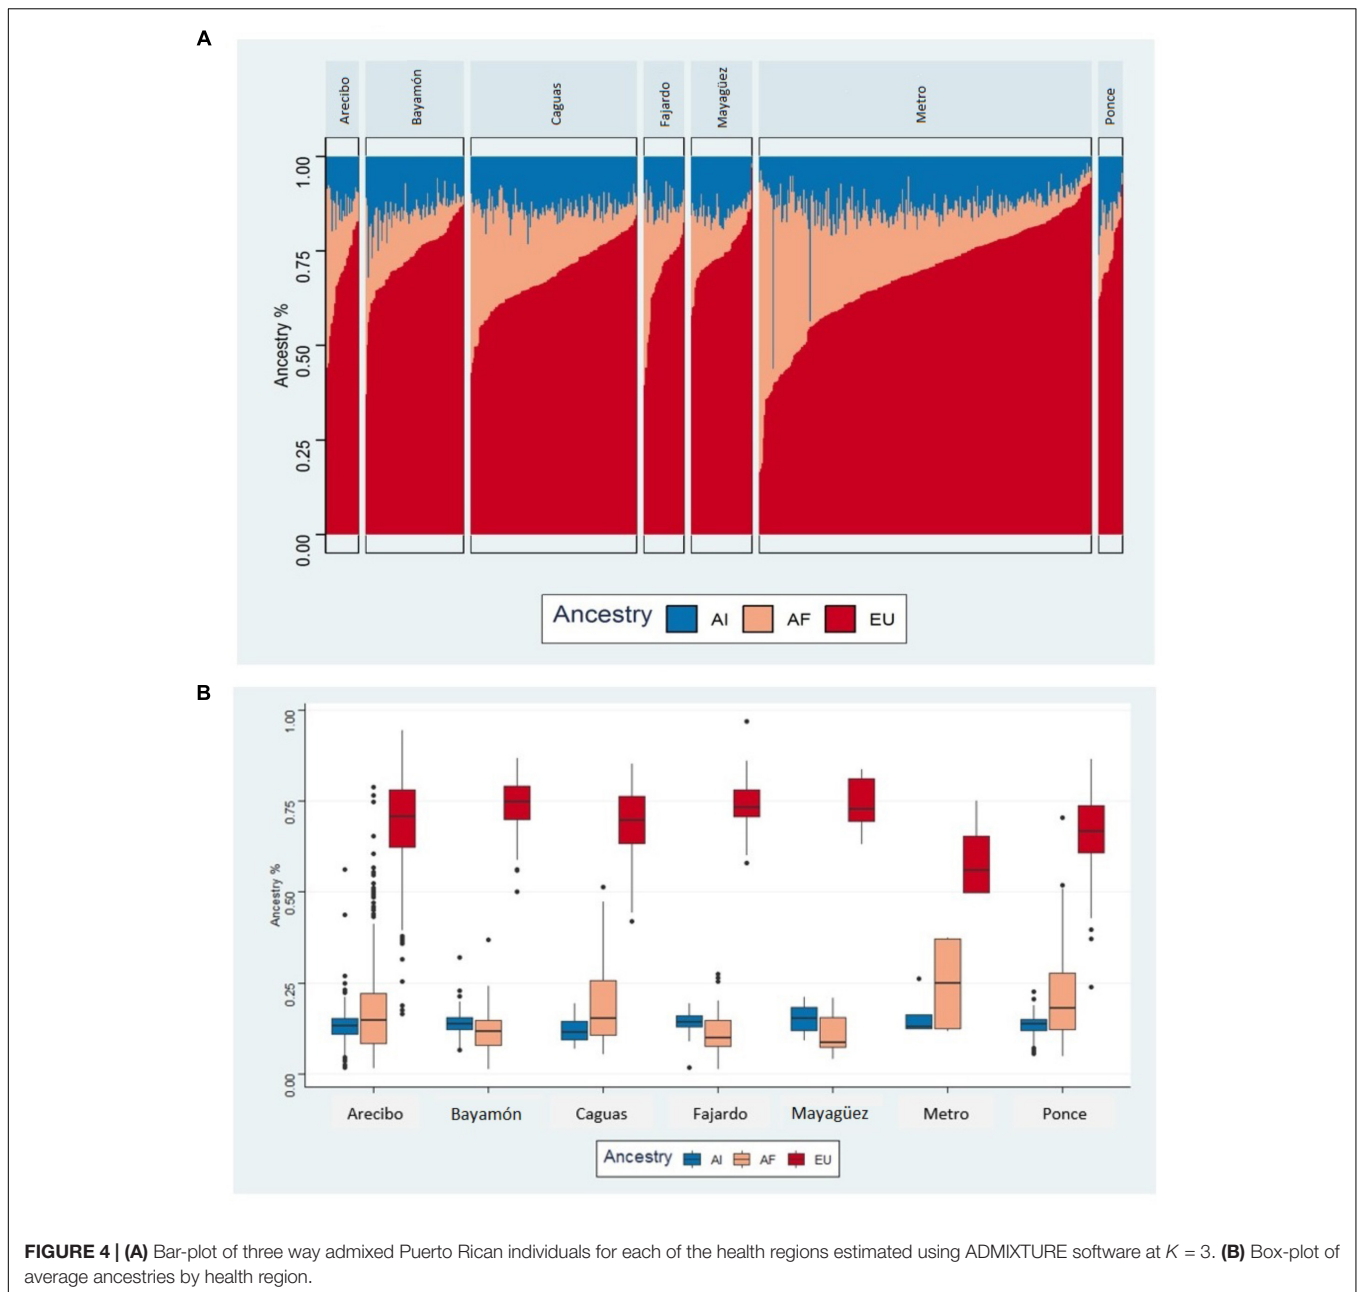 A
Arecibo
Bayamón
Caguas
Fajardo
Mayagüez
Metro
Ponce
Ancestry %
1.00
0.75
0.50
0.25
0.00
Ancestry AI AF EU
B
Ancestry %
1.00
0.75
0.50
0.25
0.00
Arecibo Bayamón Caguas Fajardo Mayagüez Metro Ponce
Ancestry AI AF EU
FIGURE 4 | (A) Bar-plot of three way admixed Puerto Rican individuals for each of the health regions estimated using ADMIXTURE software at K = 3. (B) Box-plot of
average ancestries by health region.